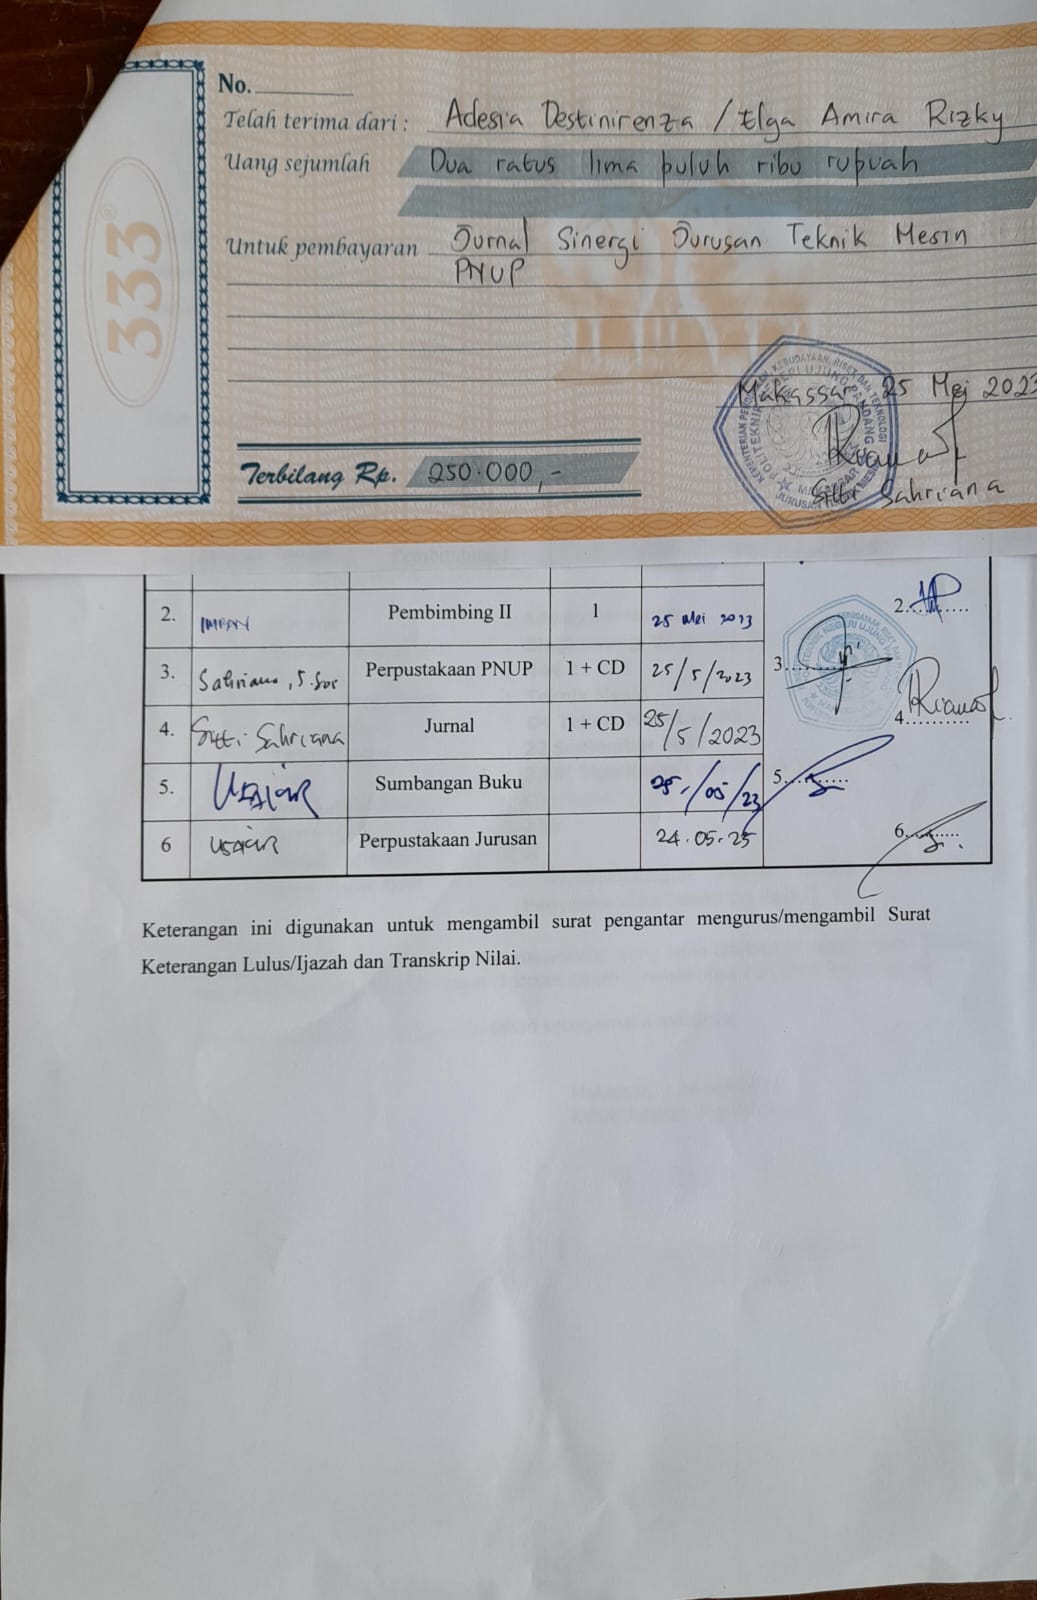 No.
Telah terima dari : Adesia Destinirenza / Elga Amira Rizky
Uang sejumlah Dua ratus lima puluh ribu rupuah
Untuk pembayaran Jurnal Sinergi Jurusan Teknik Mesin
PNUP
333
Makassar 25 Mei 2023
Terbilang Rp. 250.000,-
Sitti Sahriana
2. Pembimbing II 1 25 Mei 2023 2.
3. Sahriana, S.Sos Perpustakaan PNUP 1 + CD 25/5/2023 3.
4. Sitti Sahriana Jurnal 1 + CD 25/5/2023 4.
5. Sumbangan Buku 25/05/23 5.
6 Perpustakaan Jurusan 24.05.23 6.
Keterangan ini digunakan untuk mengambil surat pengantar mengurus/mengambil Surat
Keterangan Lulus/Ijazah dan Transkrip Nilai.